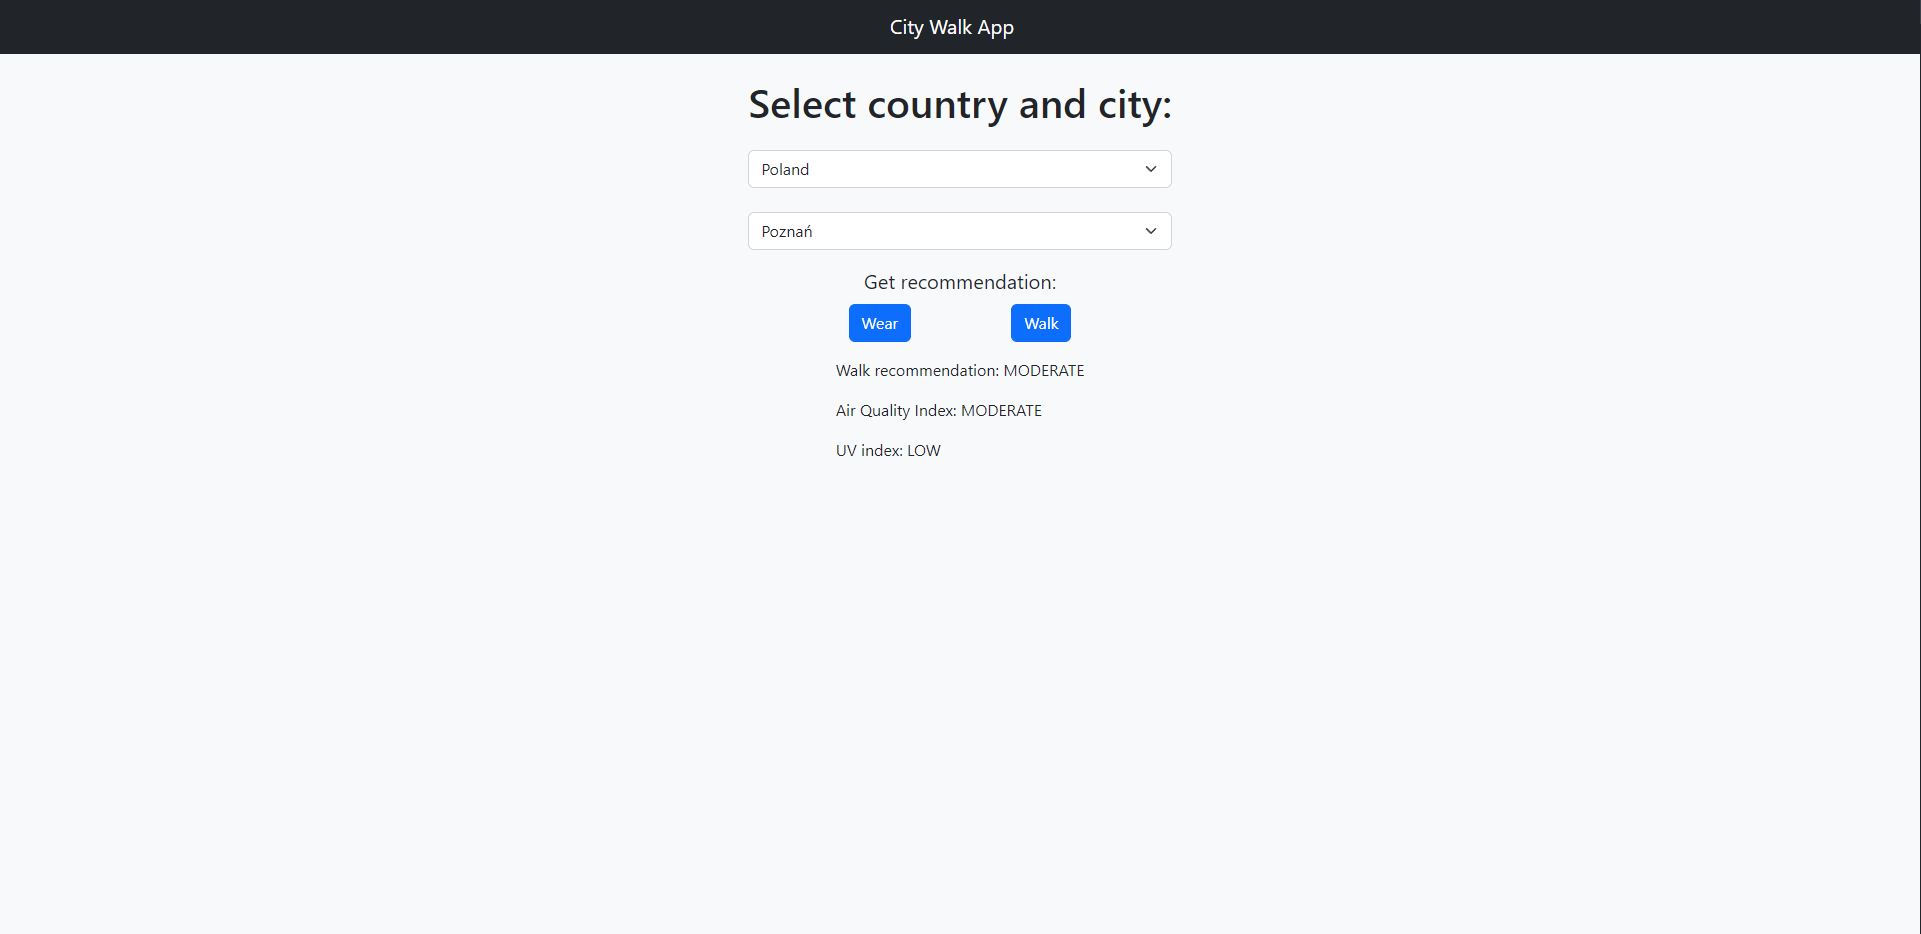 City Walk App
Select country and city:
Poland
Poznań
Get recommendation:
Wear Walk
Walk recommendation: MODERATE
Air Quality Index: MODERATE
UV index: LOW